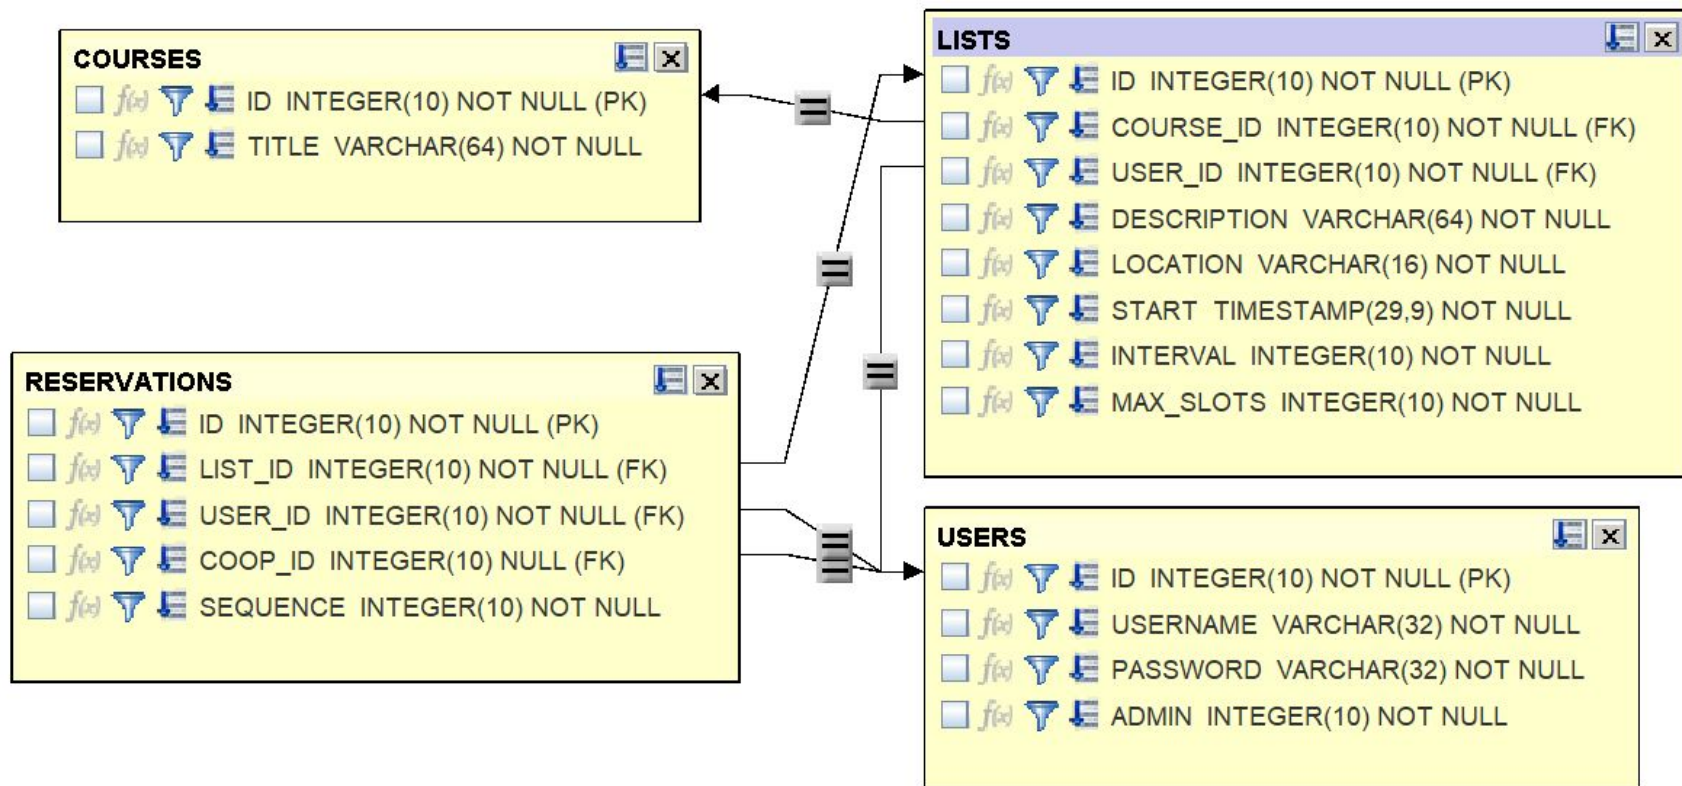 COURSES
ID INTEGER(10) NOT NULL (PK)
TITLE VARCHAR(64) NOT NULL
LISTS
ID INTEGER(10) NOT NULL (PK)
COURSE_ID INTEGER(10) NOT NULL (FK)
USER_ID INTEGER(10) NOT NULL (FK)
DESCRIPTION VARCHAR(64) NOT NULL
LOCATION VARCHAR(16) NOT NULL
START TIMESTAMP(29,9) NOT NULL
INTERVAL INTEGER(10) NOT NULL
MAX_SLOTS INTEGER(10) NOT NULL
RESERVATIONS
ID INTEGER(10) NOT NULL (PK)
LIST_ID INTEGER(10) NOT NULL (FK)
USER_ID INTEGER(10) NOT NULL (FK)
COOP_ID INTEGER(10) NULL (FK)
SEQUENCE INTEGER(10) NOT NULL
USERS
ID INTEGER(10) NOT NULL (PK)
USERNAME VARCHAR(32) NOT NULL
PASSWORD VARCHAR(32) NOT NULL
ADMIN INTEGER(10) NOT NULL